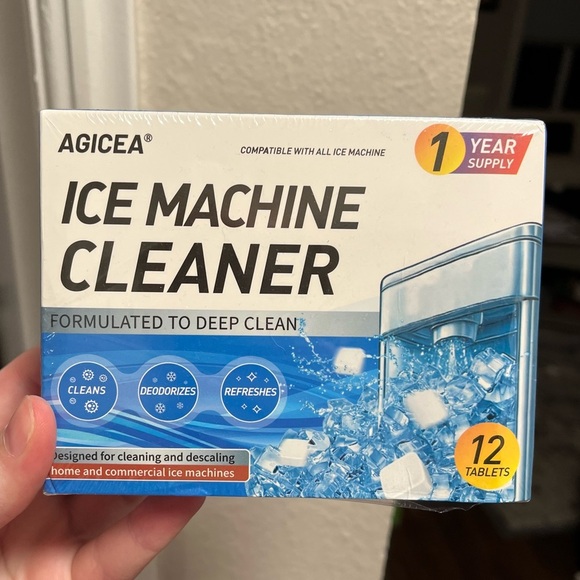 AGICEA®
COMPATIBLE WITH ALL ICE MACHINE
1 YEAR
SUPPLY
ICE MACHINE
CLEANER
FORMULATED TO DEEP CLEAN
CLEANS
DEODORIZES
REFRESHES
Designed for cleaning and descaling
home and commercial ice machines
12
TABLETS